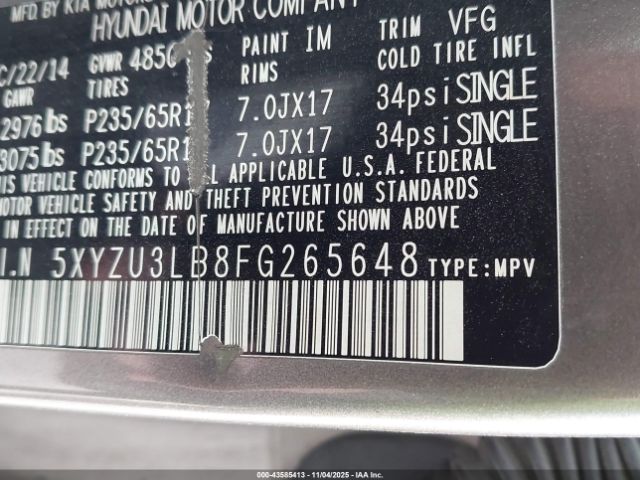 MFD. BY KIA MOTORS
HYUNDAI MOTOR COMPANY
C/22/14 GVWR 4850 PAINT IM TRIM VFG
GAWR TIRES RIMS COLD TIRE INFL
2976 lbs P235/65R1 7.0JX17 34psi SINGLE
3075 lbs P235/65R1 7.0JX17 34psi SINGLE
HIS VEHICLE CONFORMS TO ALL APPLICABLE U.S.A. FEDERAL
MOTOR VEHICLE SAFETY AND THEFT PREVENTION STANDARDS
IN EFFECT ON THE DATE OF MANUFACTURE SHOWN ABOVE
I.N 5XYZU3LB8FG265648 TYPE:MPV
000-43585413 - 11/04/2025 - IAA Inc.